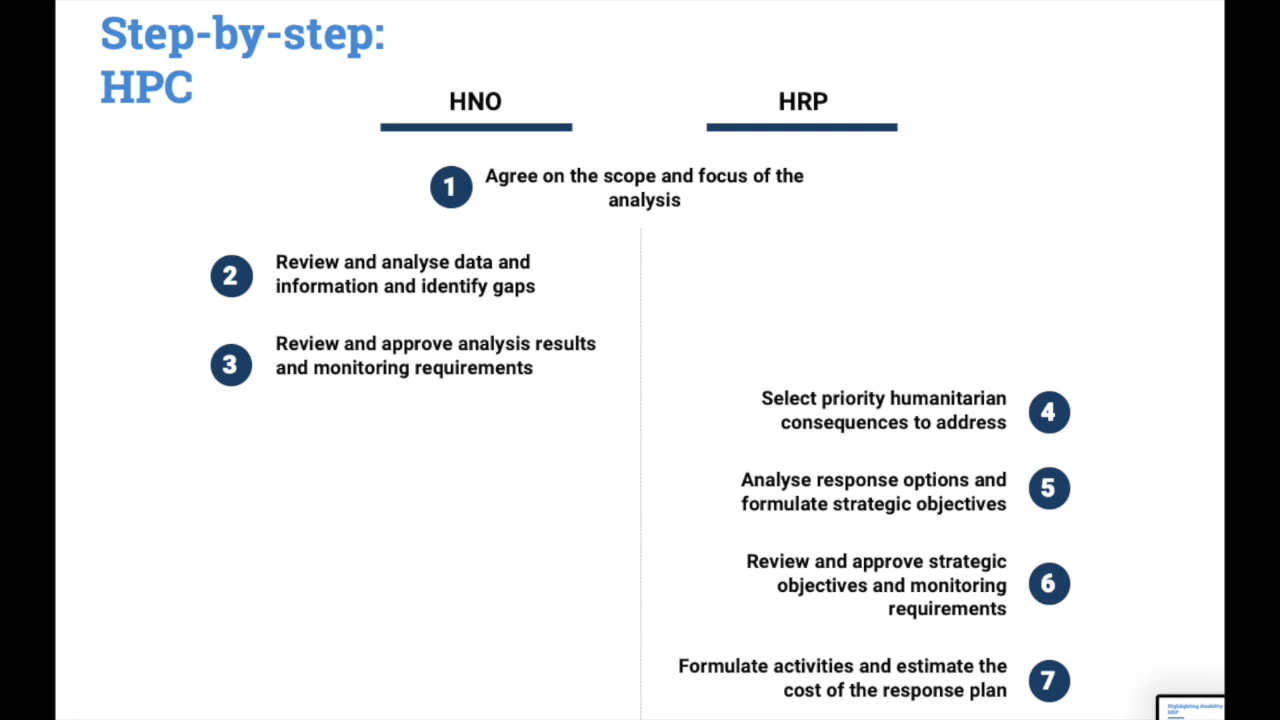 Step-by-step:
HPC
HNO
HRP
1
Agree on the scope and focus of the
analysis
2
Review and analyse data and
information and identify gaps
3
Review and approve analysis results
and monitoring requirements
Select priority humanitarian
consequences to address
4
Analyse response options and
formulate strategic objectives
5
Review and approve strategic
objectives and monitoring
requirements
6
Formulate activities and estimate the
cost of the response plan
7
Highlighting disability
HRP